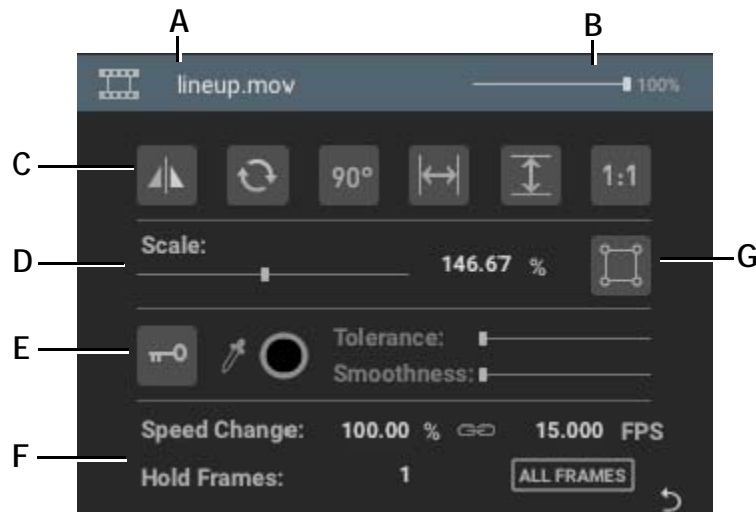 A
B
lineup.mov 100%
C
90° 1:1
D
Scale: 146.67 %
G
E
Tolerance:
Smoothness:
F
Speed Change: 100.00 % 15.000 FPS
Hold Frames: 1 ALL FRAMES